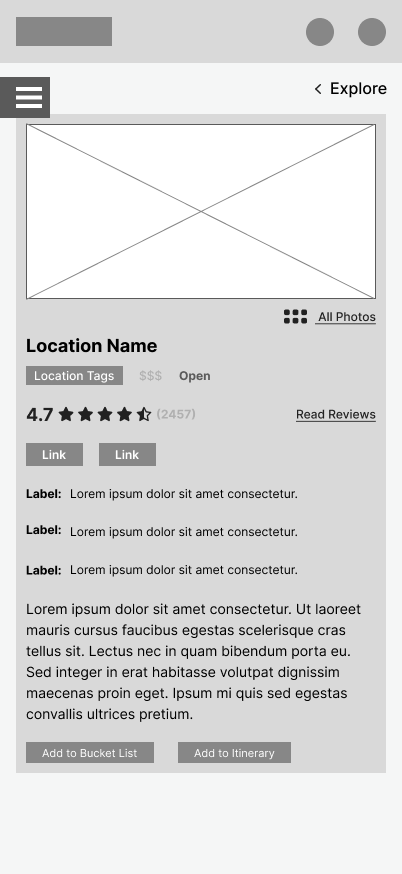 Explore
All Photos
Location Name
Location Tags $$$ Open
4.7 (2457) Read Reviews
Link Link
Label: Lorem ipsum dolor sit amet consectetur.
Label: Lorem ipsum dolor sit amet consectetur.
Label: Lorem ipsum dolor sit amet consectetur.
Lorem ipsum dolor sit amet consectetur. Ut laoreet
mauris cursus faucibus egestas scelerisque cras
tellus sit. Lectus nec in quam bibendum porta eu.
Sed integer in erat habitasse volutpat dignissim
maecenas proin eget. Ipsum mi quis sed egestas
convallis ultrices pretium.
Add to Bucket List Add to Itinerary